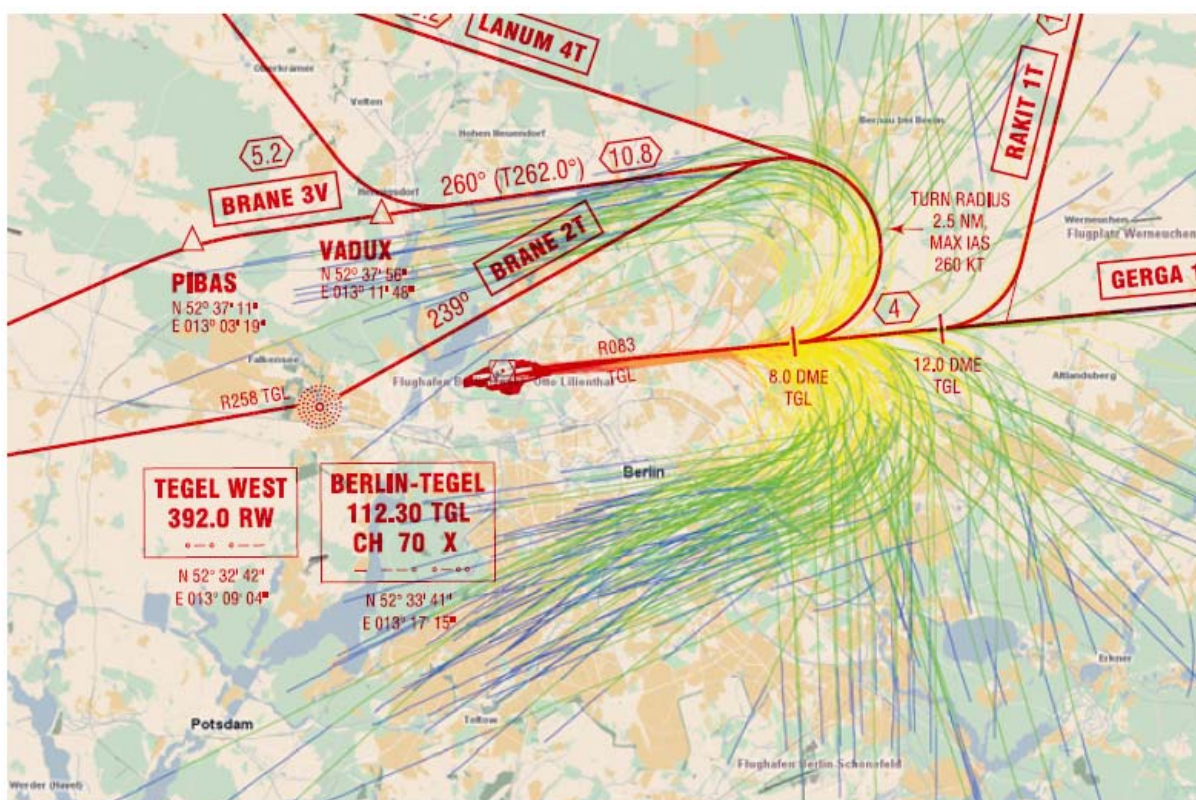 LANUM 4T
RAKIT 1T
Oberkrämer
Velten
Hohen Neuendorf
Bernau bei Berlin
5.2
10.8
260° (T262.0°)
BRANE 3V
VADUX
N 52° 37' 56"
E 013° 11' 48"
BRANE 2T
239°
PIBAS
N 52° 37' 11"
E 013° 03' 19"
TURN RADIUS
2.5 NM,
MAX IAS
260 KT
Werneuchen
Flugplatz Werneuchen
GERGA 1
4
Falkensee
R083
TGL
R258 TGL
8.0 DME
TGL
12.0 DME
TGL
Altlandsberg
Berlin
TEGEL WEST
392.0 RW
N 52° 32' 42"
E 013° 09' 04"
BERLIN-TEGEL
112.30 TGL
CH 70 X
N 52° 33' 41"
E 013° 17' 15"
Erkner
Potsdam
Teltow
Flughafen Berlin Schönefeld
Werder (Havel)